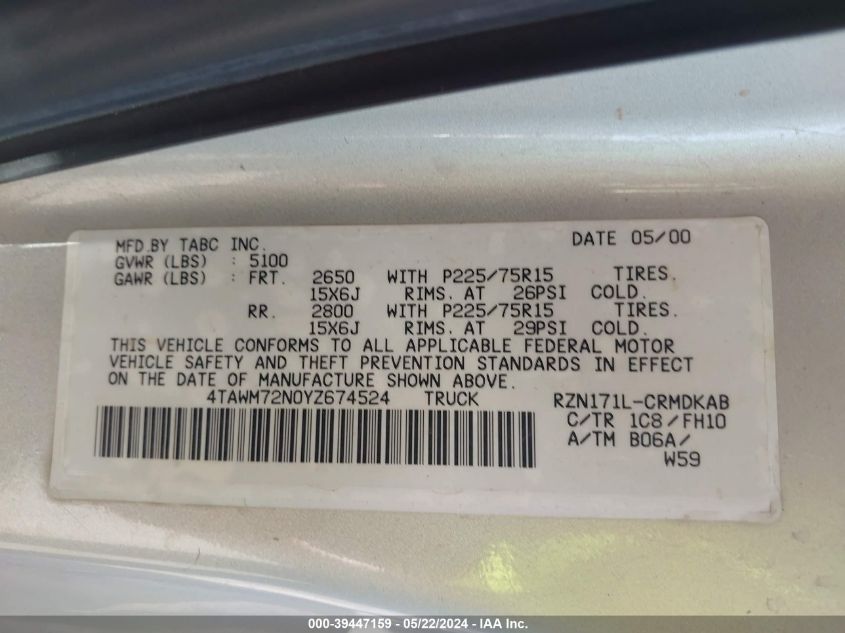 MFD.BY TABC INC. DATE 05/00
GVWR (LBS) : 5100
GAWR (LBS) : FRT. 2650 WITH P225/75R15 TIRES.
15X6J RIMS. AT 26PSI COLD.
RR. 2800 WITH P225/75R15 TIRES.
15X6J RIMS. AT 29PSI COLD.
THIS VEHICLE CONFORMS TO ALL APPLICABLE FEDERAL MOTOR
VEHICLE SAFETY AND THEFT PREVENTION STANDARDS IN EFFECT
ON THE DATE OF MANUFACTURE SHOWN ABOVE.
4TAWM72N0YZ674524 TRUCK RZN171L-CRMDKAB
C/TR 1C8/FH10
A/TM B06A/
W59
000-39447159 - 05/22/2024 - IAA Inc.